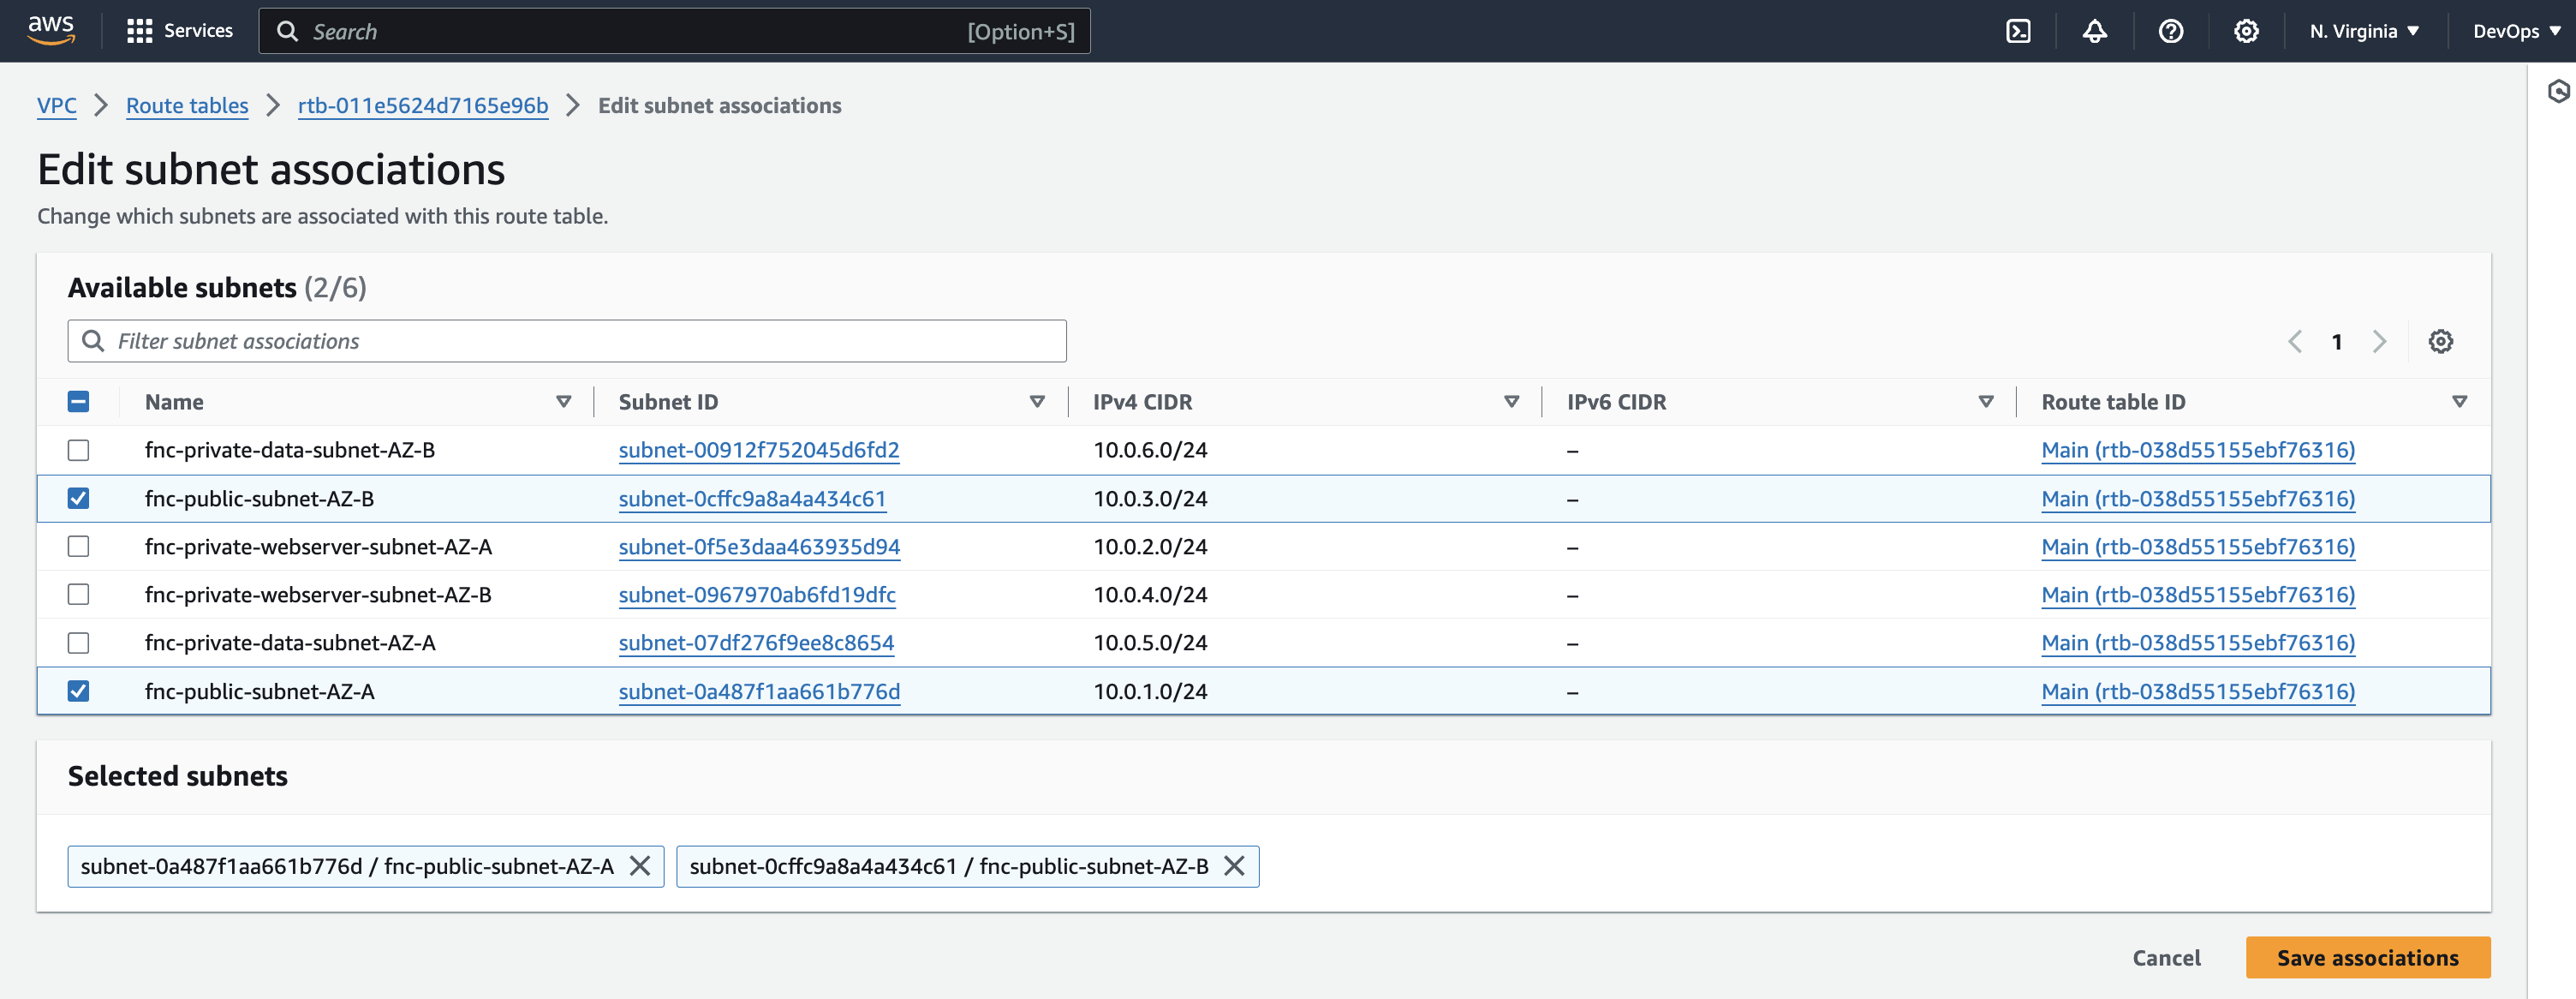 aws Services Search [Option+S] N. Virginia DevOps
VPC Route tables rtb-011e5624d7165e96b Edit subnet associations
Edit subnet associations
Change which subnets are associated with this route table.
Available subnets (2/6)
Filter subnet associations 1
Name Subnet ID IPv4 CIDR IPv6 CIDR Route table ID
fnc-private-data-subnet-AZ-B subnet-00912f752045d6fd2 10.0.6.0/24 – Main (rtb-038d55155ebf76316)
fnc-public-subnet-AZ-B subnet-0cffc9a8a4a434c61 10.0.3.0/24 – Main (rtb-038d55155ebf76316)
fnc-private-webserver-subnet-AZ-A subnet-0f5e3daa463935d94 10.0.2.0/24 – Main (rtb-038d55155ebf76316)
fnc-private-webserver-subnet-AZ-B subnet-0967970ab6fd19dfc 10.0.4.0/24 – Main (rtb-038d55155ebf76316)
fnc-private-data-subnet-AZ-A subnet-07df276f9ee8c8654 10.0.5.0/24 – Main (rtb-038d55155ebf76316)
fnc-public-subnet-AZ-A subnet-0a487f1aa661b776d 10.0.1.0/24 – Main (rtb-038d55155ebf76316)
Selected subnets
subnet-0a487f1aa661b776d / fnc-public-subnet-AZ-A subnet-0cffc9a8a4a434c61 / fnc-public-subnet-AZ-B
Cancel Save associations